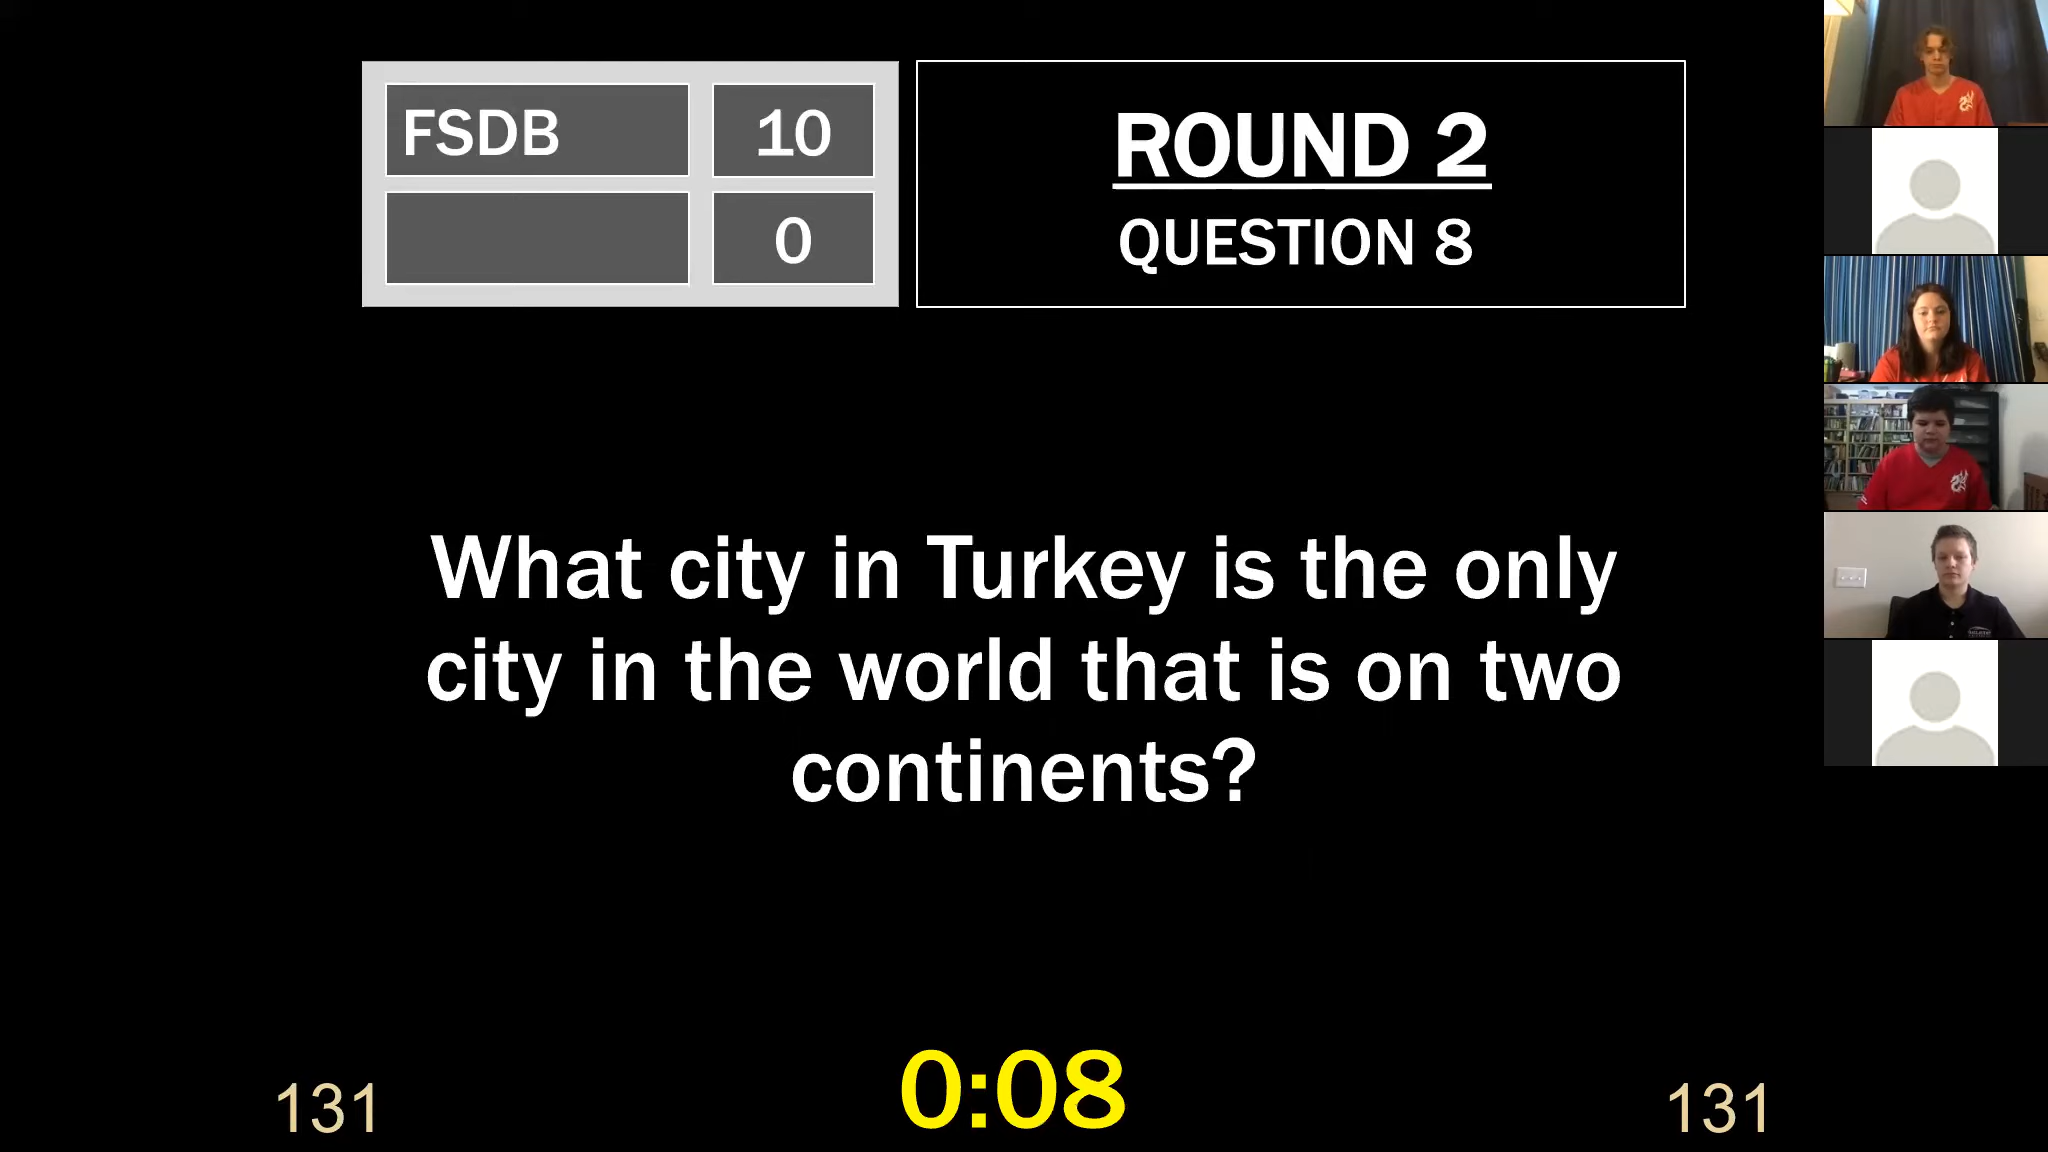 FSDB 10
0
ROUND 2
QUESTION 8
What city in Turkey is the only
city in the world that is on two
continents?
131
0:08
131